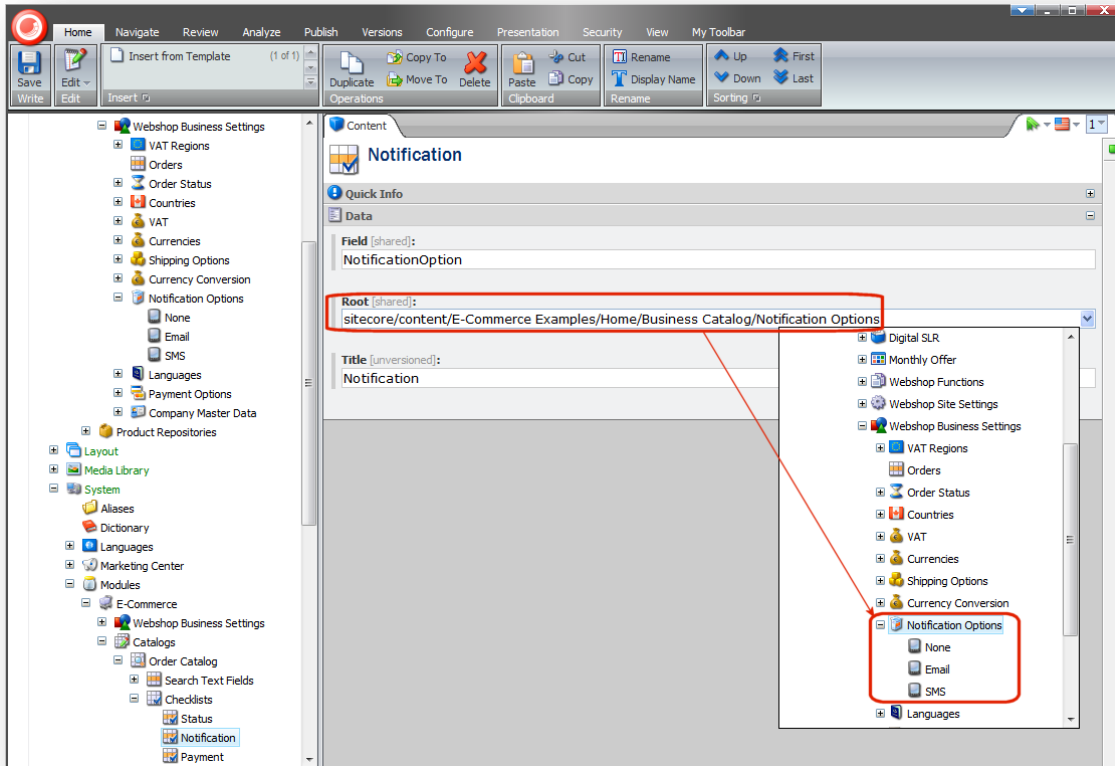 Home Navigate Review Analyze Publish Versions Configure Presentation Security View My Toolbar
Save
Write
Edit
Edit
Insert from Template (1 of 1)
Insert
Duplicate
Copy To
Move To
Delete
Operations
Paste
Cut
Copy
Clipboard
Rename
Display Name
Rename
Up First
Down Last
Sorting
Webshop Business Settings
VAT Regions
Orders
Order Status
Countries
VAT
Currencies
Shipping Options
Currency Conversion
Notification Options
None
Email
SMS
Languages
Payment Options
Company Master Data
Product Repositories
Layout
Media Library
System
Aliases
Dictionary
Languages
Marketing Center
Modules
E-Commerce
Webshop Business Settings
Catalogs
Order Catalog
Search Text Fields
Checklists
Status
Notification
Payment
Content
1
Notification
Quick Info
Data
Field [shared]:
NotificationOption
Root [shared]:
sitecore/content/E-Commerce Examples/Home/Business Catalog/Notification Options
Title [unversioned]:
Notification
Digital SLR
Monthly Offer
Webshop Functions
Webshop Site Settings
Webshop Business Settings
VAT Regions
Orders
Order Status
Countries
VAT
Currencies
Shipping Options
Currency Conversion
Notification Options
None
Email
SMS
Languages